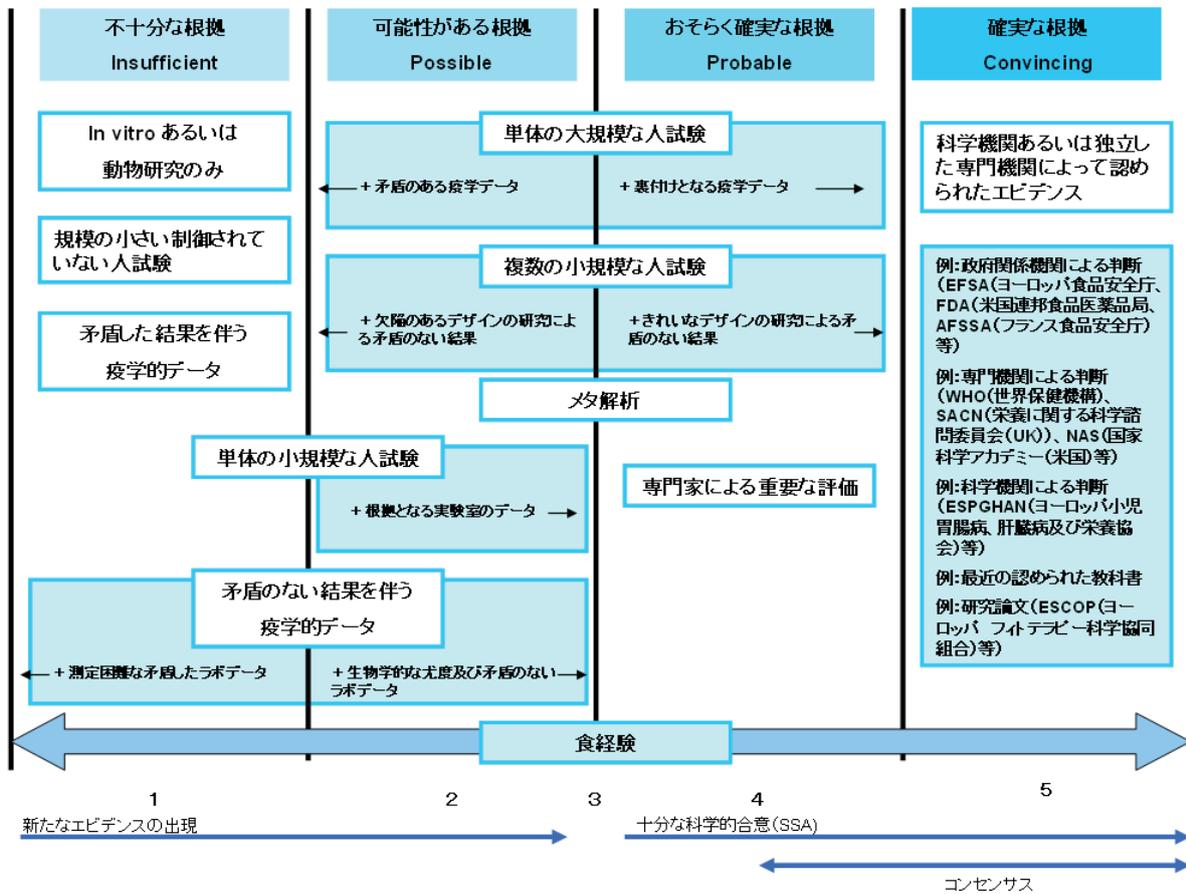 不十分な根拠
Insufficient
可能性がある根拠
Possible
おそらく確実な根拠
Probable
確実な根拠
Convincing
In vitro あるいは
動物研究のみ
規模の小さい制御されて
いない人試験
矛盾した結果を伴う
疫学的データ
単体の大規模な人試験
+ 矛盾のある疫学データ
+ 裏付けとなる疫学データ
複数の小規模な人試験
+ 欠陥のあるデザインの研究によ
る矛盾のない結果
+きれいなデザインの研究による矛
盾のない結果
メタ解析
単体の小規模な人試験
+ 根拠となる実験室のデータ
専門家による重要な評価
矛盾のない結果を伴う
疫学的データ
+ 測定困難な矛盾したラボデータ
+ 生物学的な尤度及び矛盾のない
ラボデータ
科学機関あるいは独立し
た専門機関によって認め
られたエビデンス
例:政府関係機関による判断
(EFSA(ヨーロッパ食品安全庁、
FDA(米国連邦食品医薬品局、
AFSSA(フランス食品安全庁)
等)
例:専門機関による判断
(WHO(世界保健機構)、
SACN(栄養に関する科学諮
問委員会(UK))、NAS(国家
科学アカデミー(米国)等)
例:科学機関による判断
(ESPGHAN(ヨーロッパ小児
胃腸病、肝臓病及び栄養協
会)等)
例:最近の認められた教科書
例:研究論文(ESCOP(ヨー
ロッパ フィトテラピー科学協同
組合)等)
食経験
1
2
3
4
5
新たなエビデンスの出現
十分な科学的合意(SSA)
コンセンサス